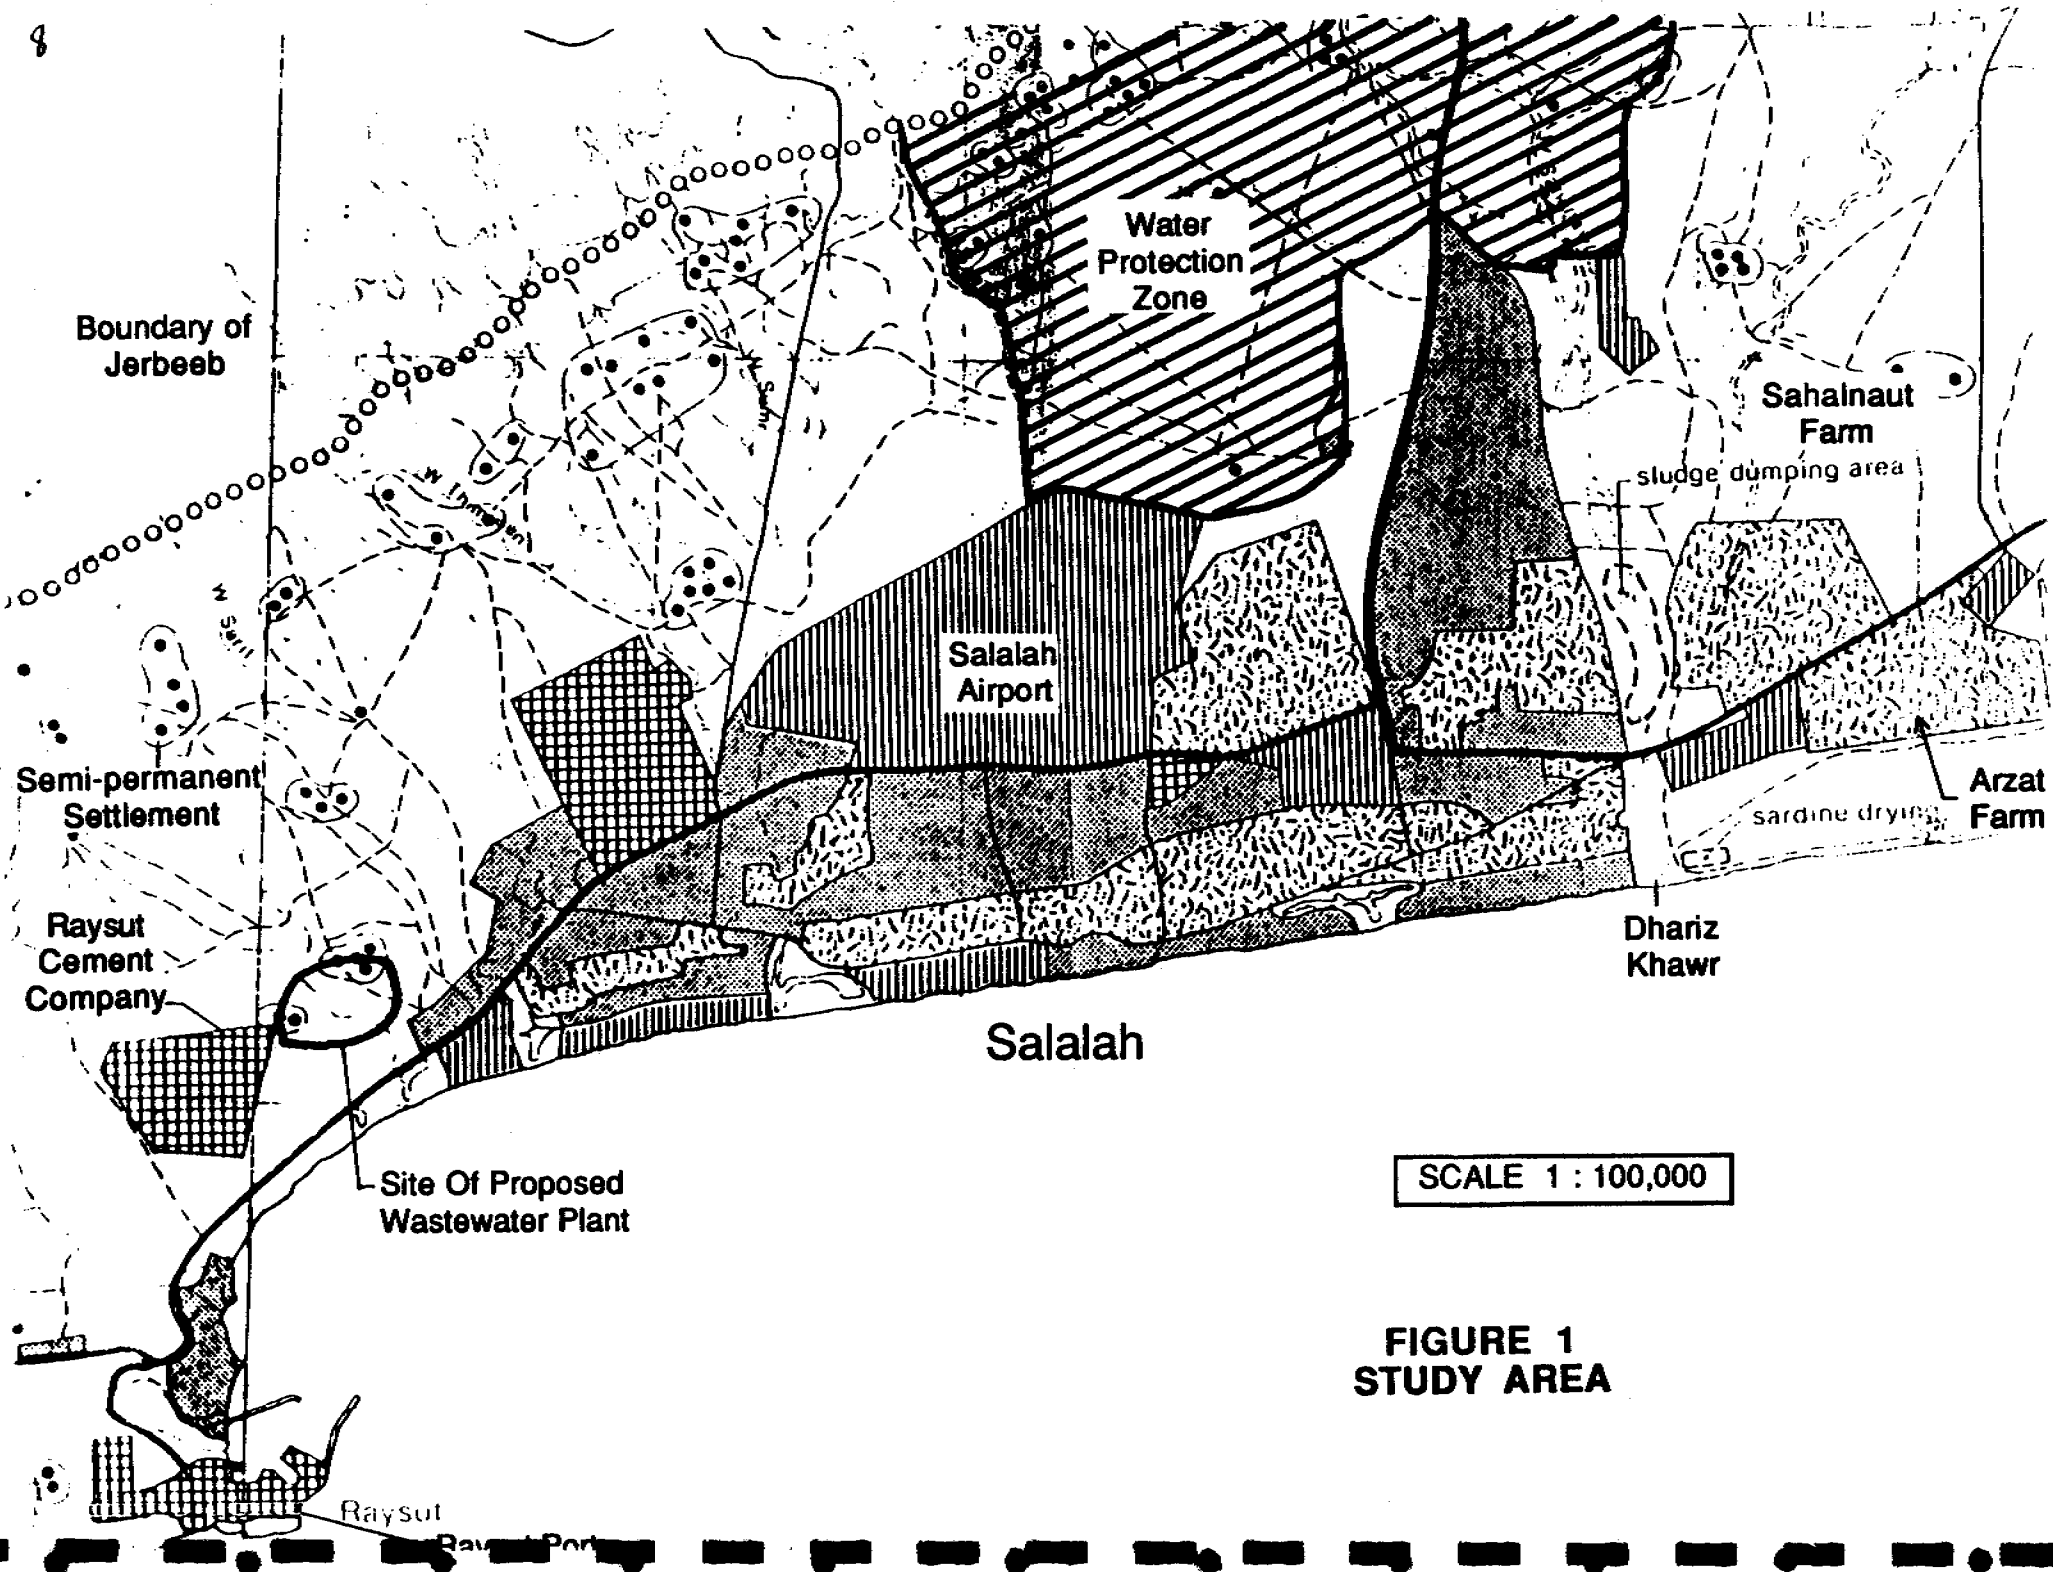 8
Water
Protection
Zone
Boundary of
Jerbeeb
Sahalnaut
Farm
sludge dumping area
Salalah
Airport
Semi-permanent
Settlement
Arzat
Farm
sardine drying
Raysut
Cement
Company
Dhariz
Khawr
Salalah
SCALE 1 : 100,000
Site Of Proposed
Wastewater Plant
FIGURE 1
STUDY AREA
Raysut